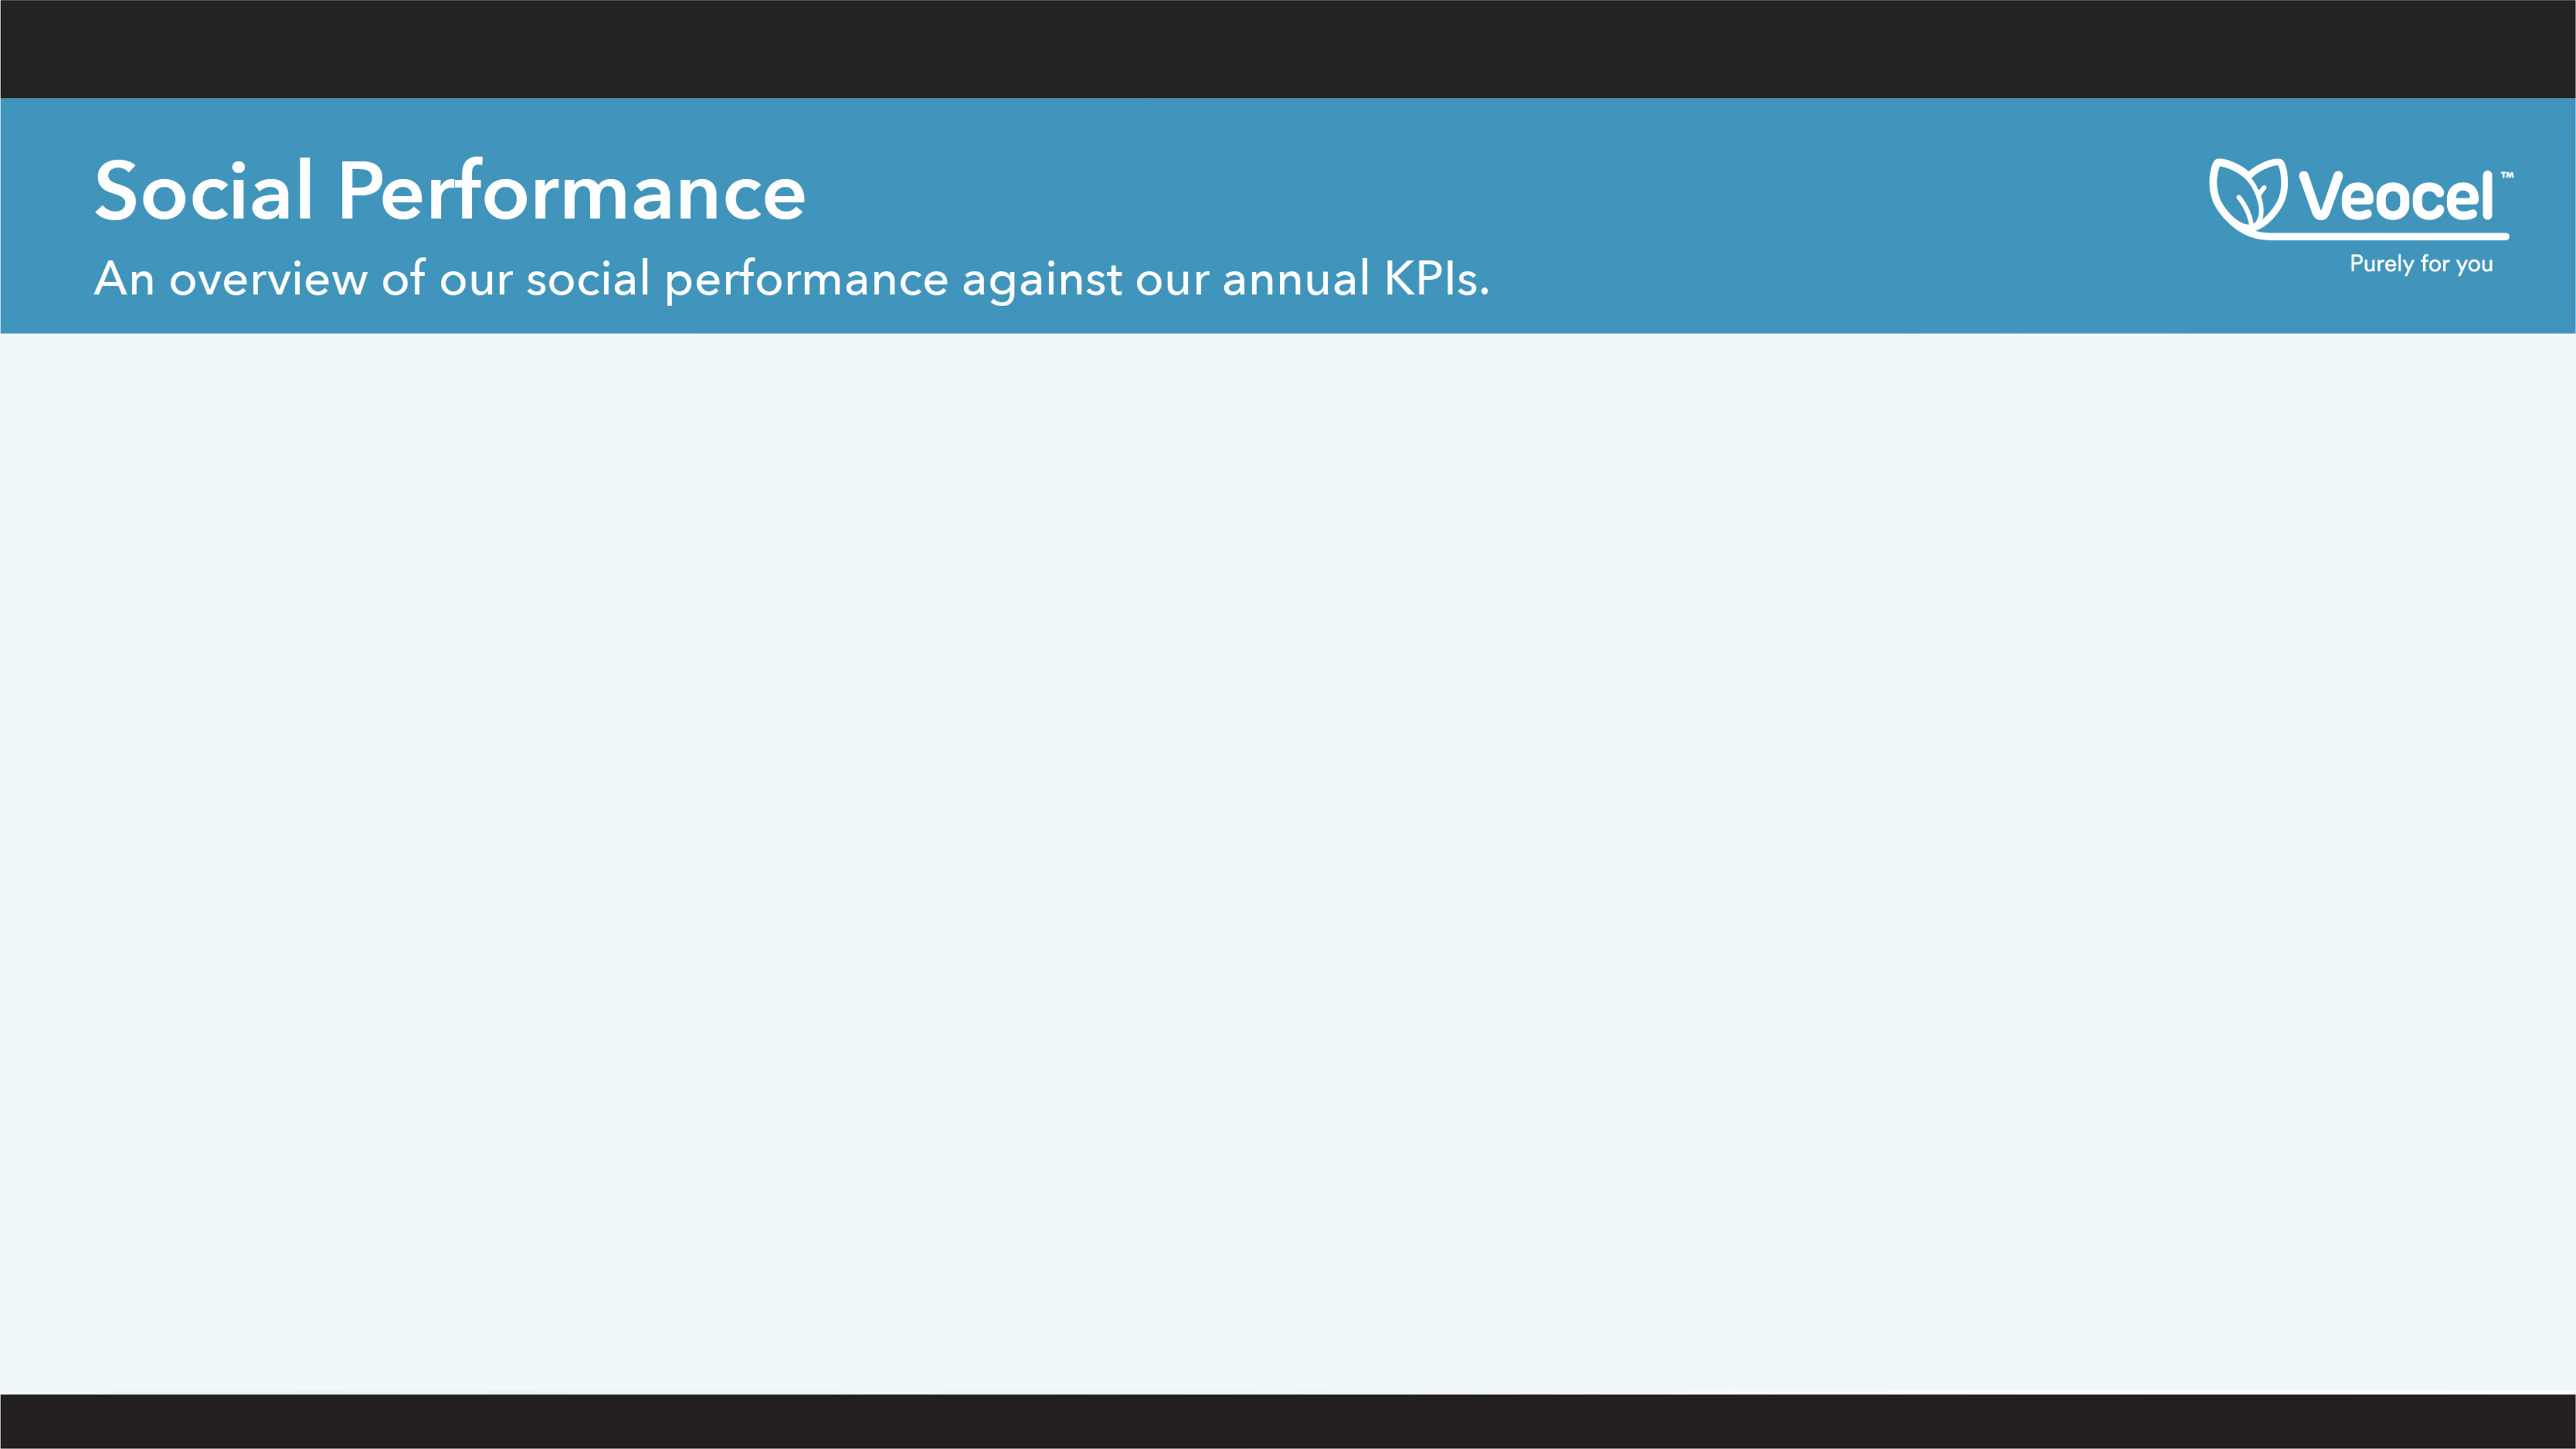 Social Performance
An overview of our social performance against our annual KPIs.
Veocel™
Purely for you